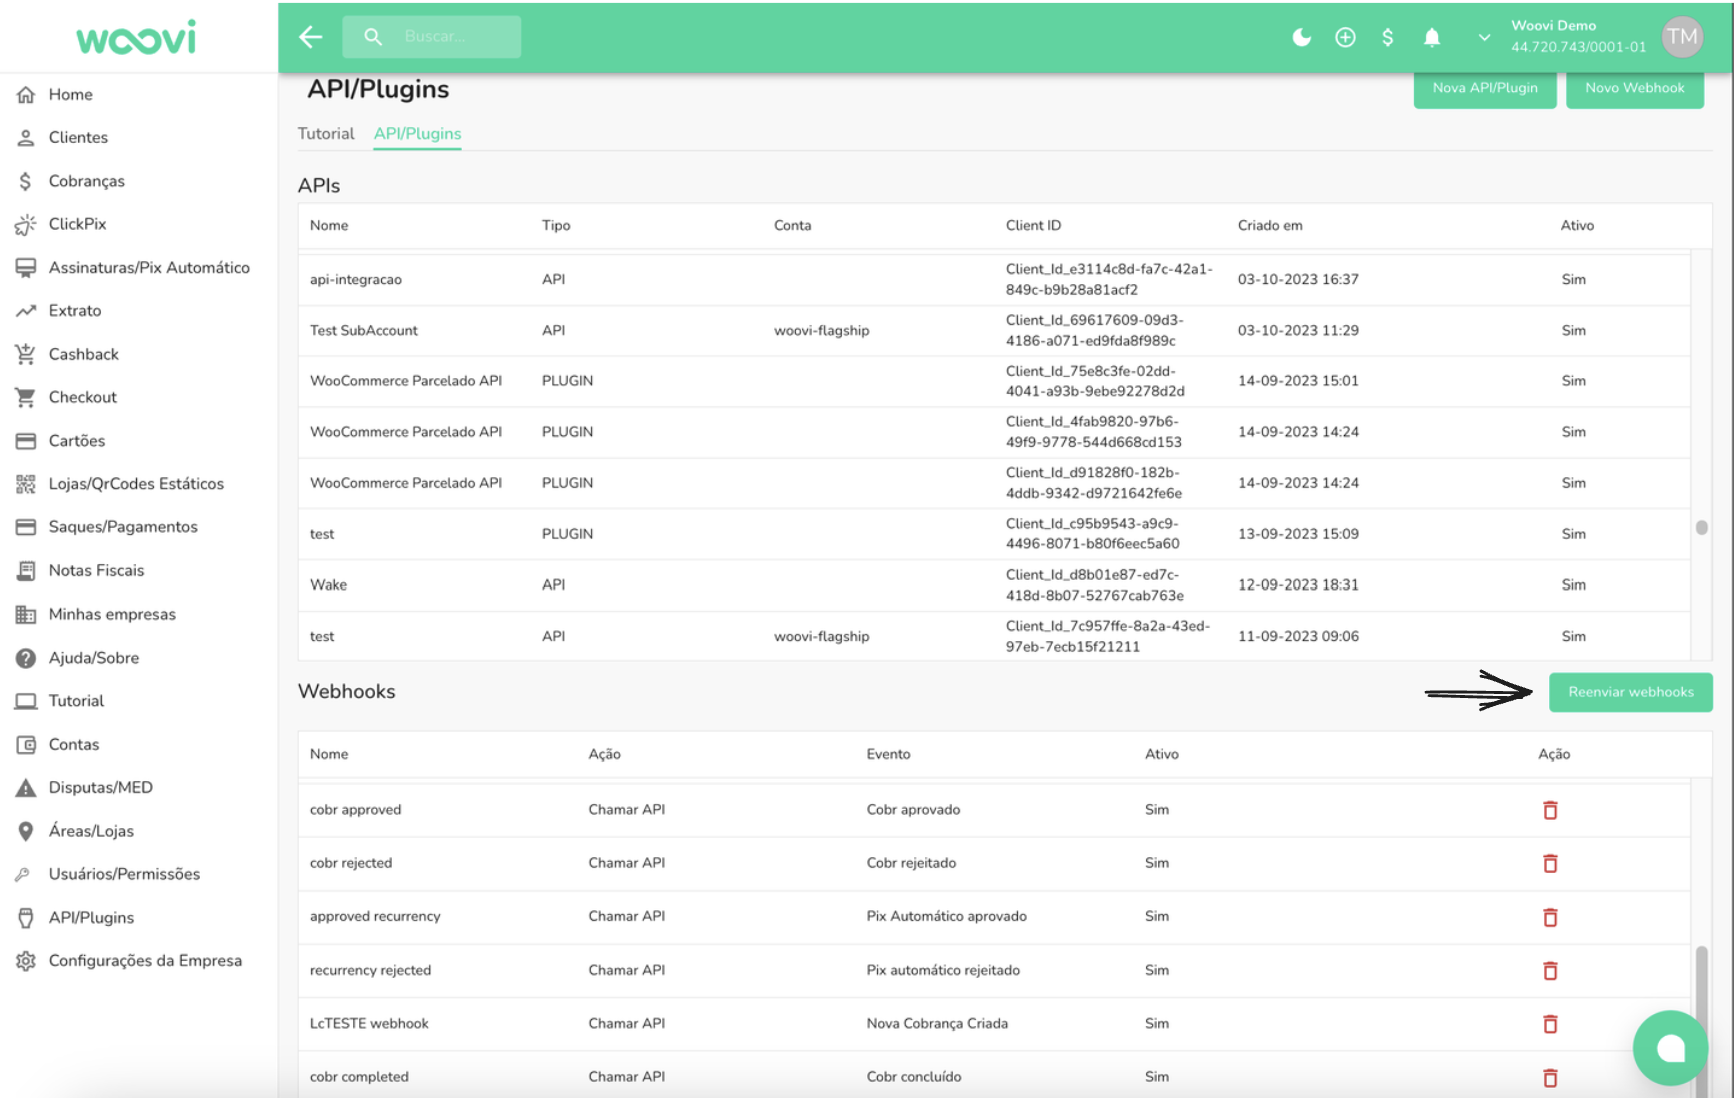 woovi
Home
Clientes
Cobranças
ClickPix
Assinaturas/Pix Automático
Extrato
Cashback
Checkout
Cartões
Lojas/QrCodes Estáticos
Saques/Pagamentos
Notas Fiscais
Minhas empresas
Ajuda/Sobre
Tutorial
Contas
Disputas/MED
Áreas/Lojas
Usuários/Permissões
API/Plugins
Configurações da Empresa
Buscar...
Woovi Demo
44.720.743/0001-01
TM
API/Plugins
Nova API/Plugin
Novo Webhook
Tutorial API/Plugins
APIs
Nome Tipo Conta Client ID Criado em Ativo
api-integracao API Client_Id_e3114c8d-fa7c-42a1-849c-b9b28a81acf2 03-10-2023 16:37 Sim
Test SubAccount API woovi-flagship Client_Id_69617609-09d3-4186-a071-ed9fda8f989c 03-10-2023 11:29 Sim
WooCommerce Parcelado API PLUGIN Client_Id_75e8c3fe-02dd-4041-a93b-9ebe92278d2d 14-09-2023 15:01 Sim
WooCommerce Parcelado API PLUGIN Client_Id_4fab9820-97b6-49f9-9778-544d668cd153 14-09-2023 14:24 Sim
WooCommerce Parcelado API PLUGIN Client_Id_d91828f0-182b-4ddb-9342-d9721642fe6e 14-09-2023 14:24 Sim
test PLUGIN Client_Id_c95b9543-a9c9-4496-8071-b80f6eec5a60 13-09-2023 15:09 Sim
Wake API Client_Id_d8b01e87-ed7c-418d-8b07-52767cab763e 12-09-2023 18:31 Sim
test API woovi-flagship Client_Id_7c957ffe-8a2a-43ed-97eb-7ecb15f21211 11-09-2023 09:06 Sim
Webhooks
Reenviar webhooks
Nome Ação Evento Ativo Ação
cobr approved Chamar API Cobr aprovado Sim
cobr rejected Chamar API Cobr rejeitado Sim
approved recurrency Chamar API Pix Automático aprovado Sim
recurrency rejected Chamar API Pix automático rejeitado Sim
LcTESTE webhook Chamar API Nova Cobrança Criada Sim
cobr completed Chamar API Cobr concluído Sim